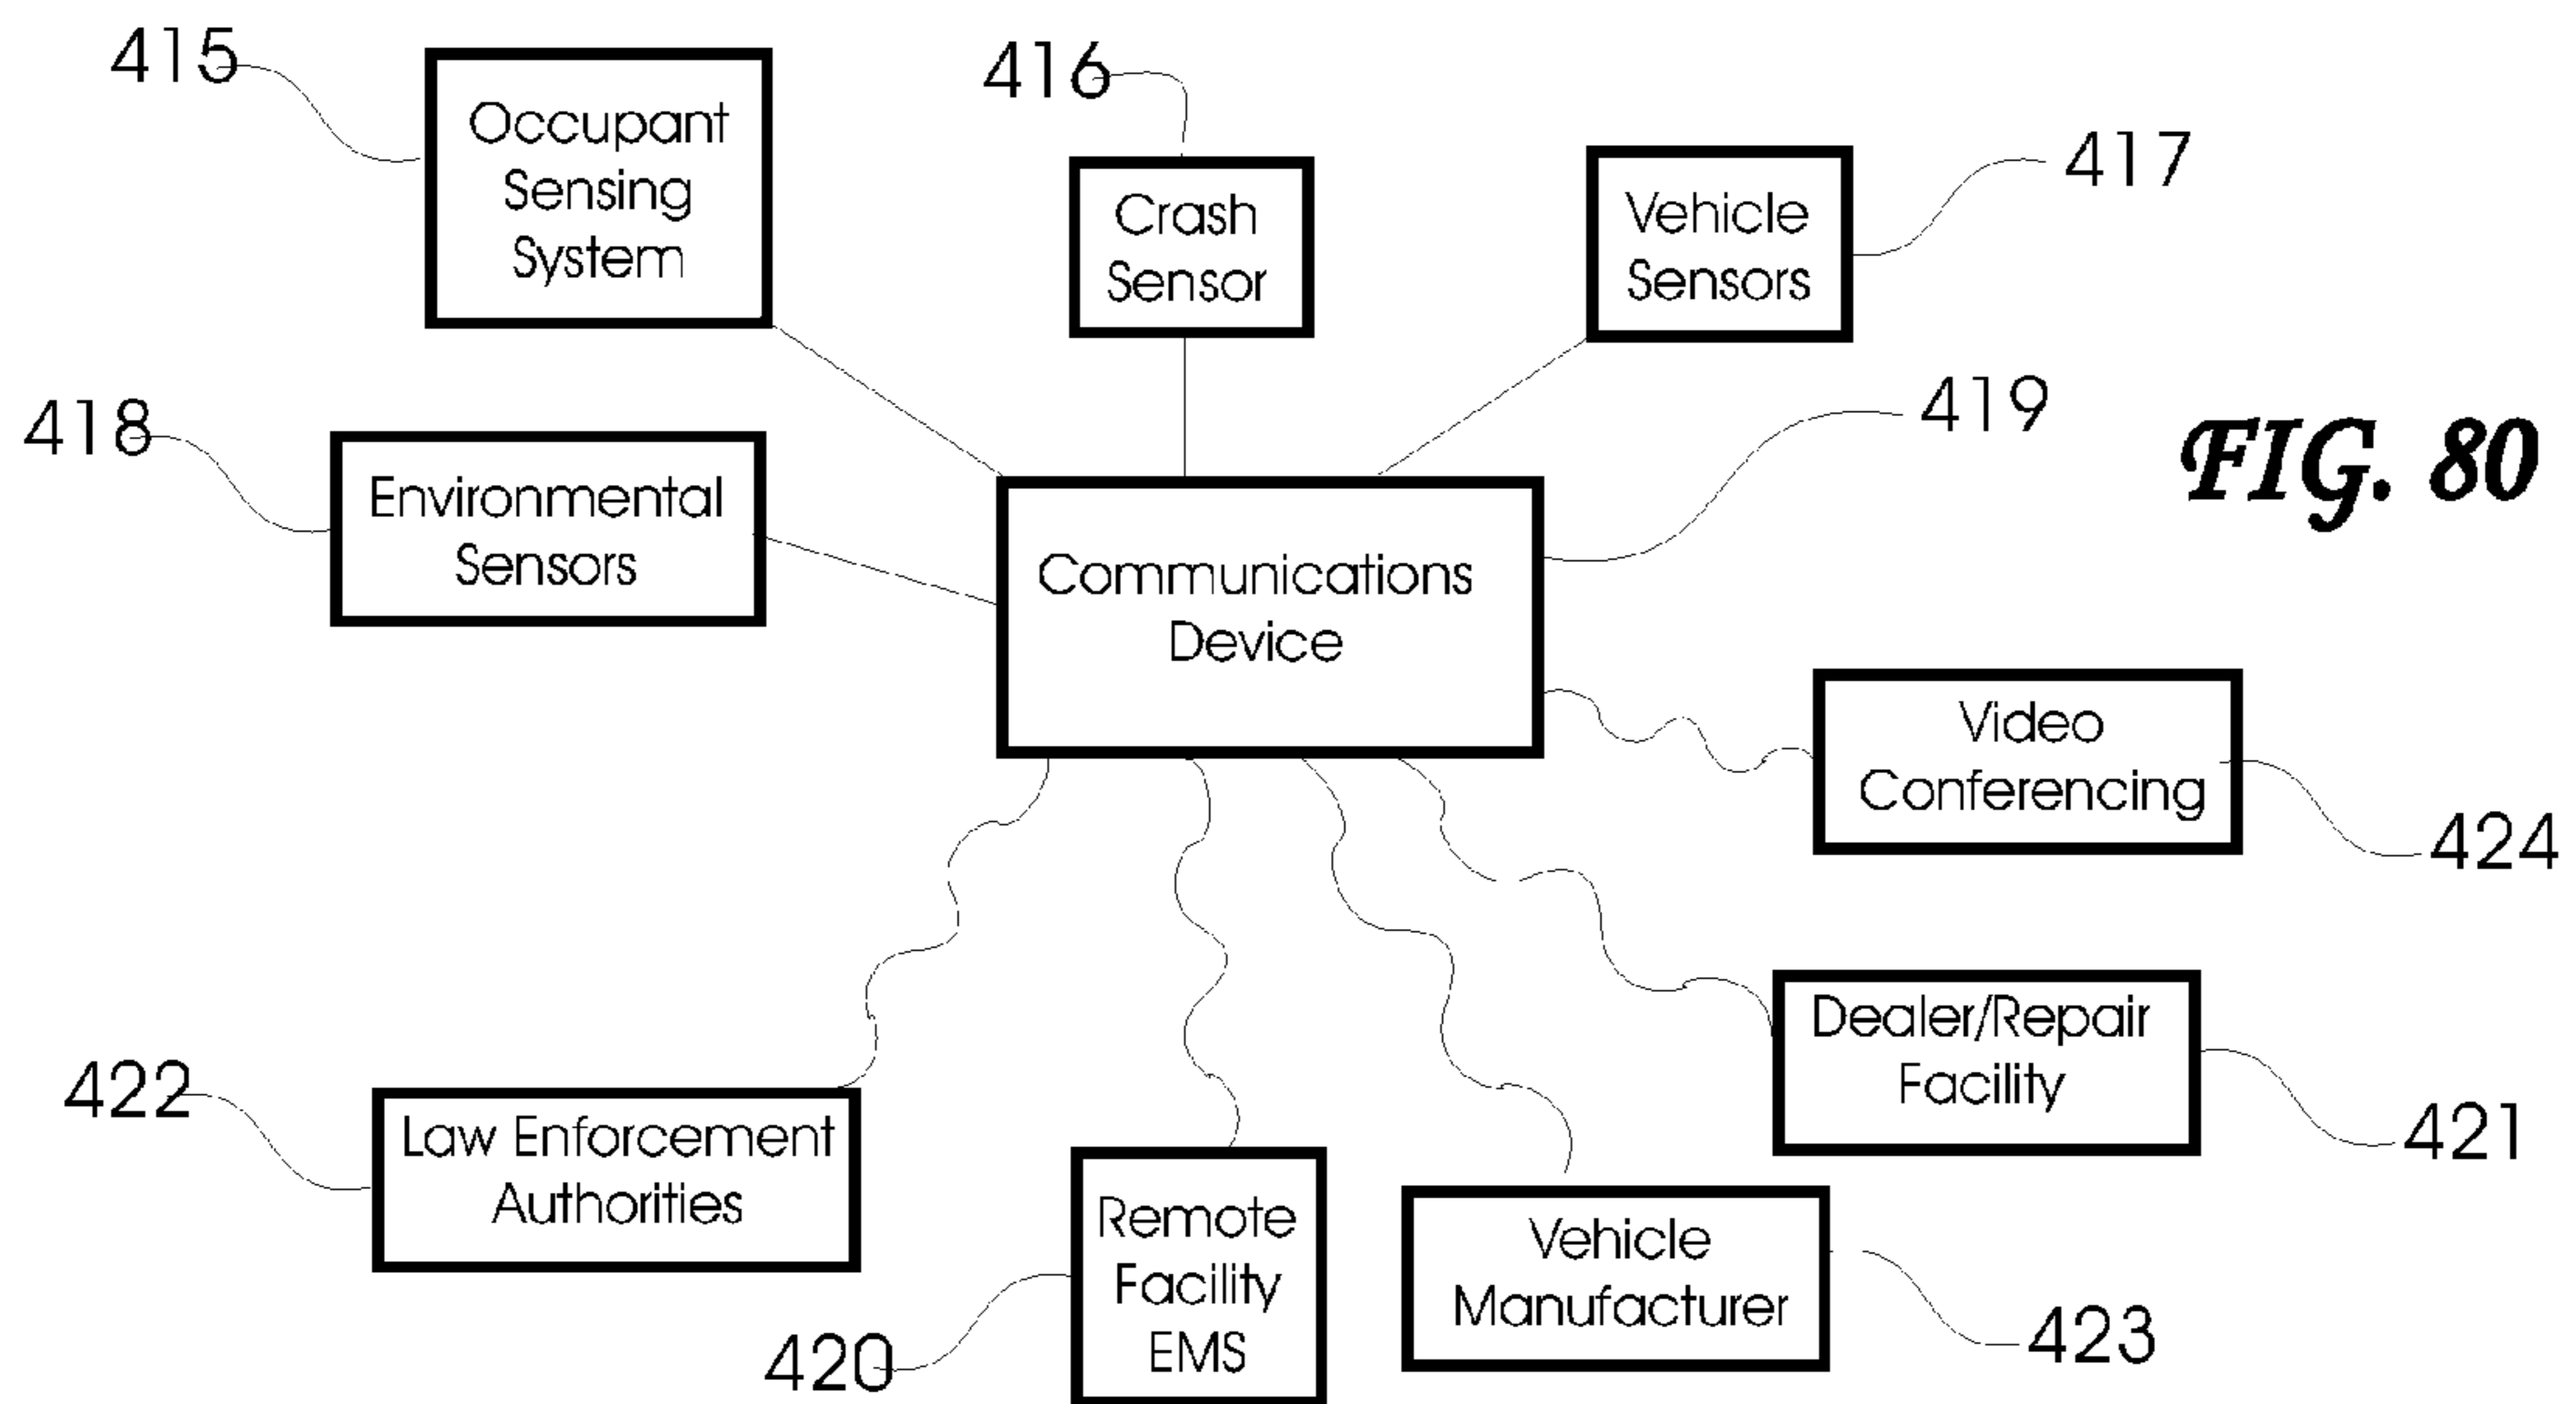 415
Occupant
Sensing
System
416
Crash
Sensor
417
Vehicle
Sensors
418
Environmental
Sensors
419
FIG. 80
Communications
Device
Video
Conferencing
424
Dealer/Repair
Facility
421
422
Law Enforcement
Authorities
Remote
Facility
EMS
420
Vehicle
Manufacturer
423